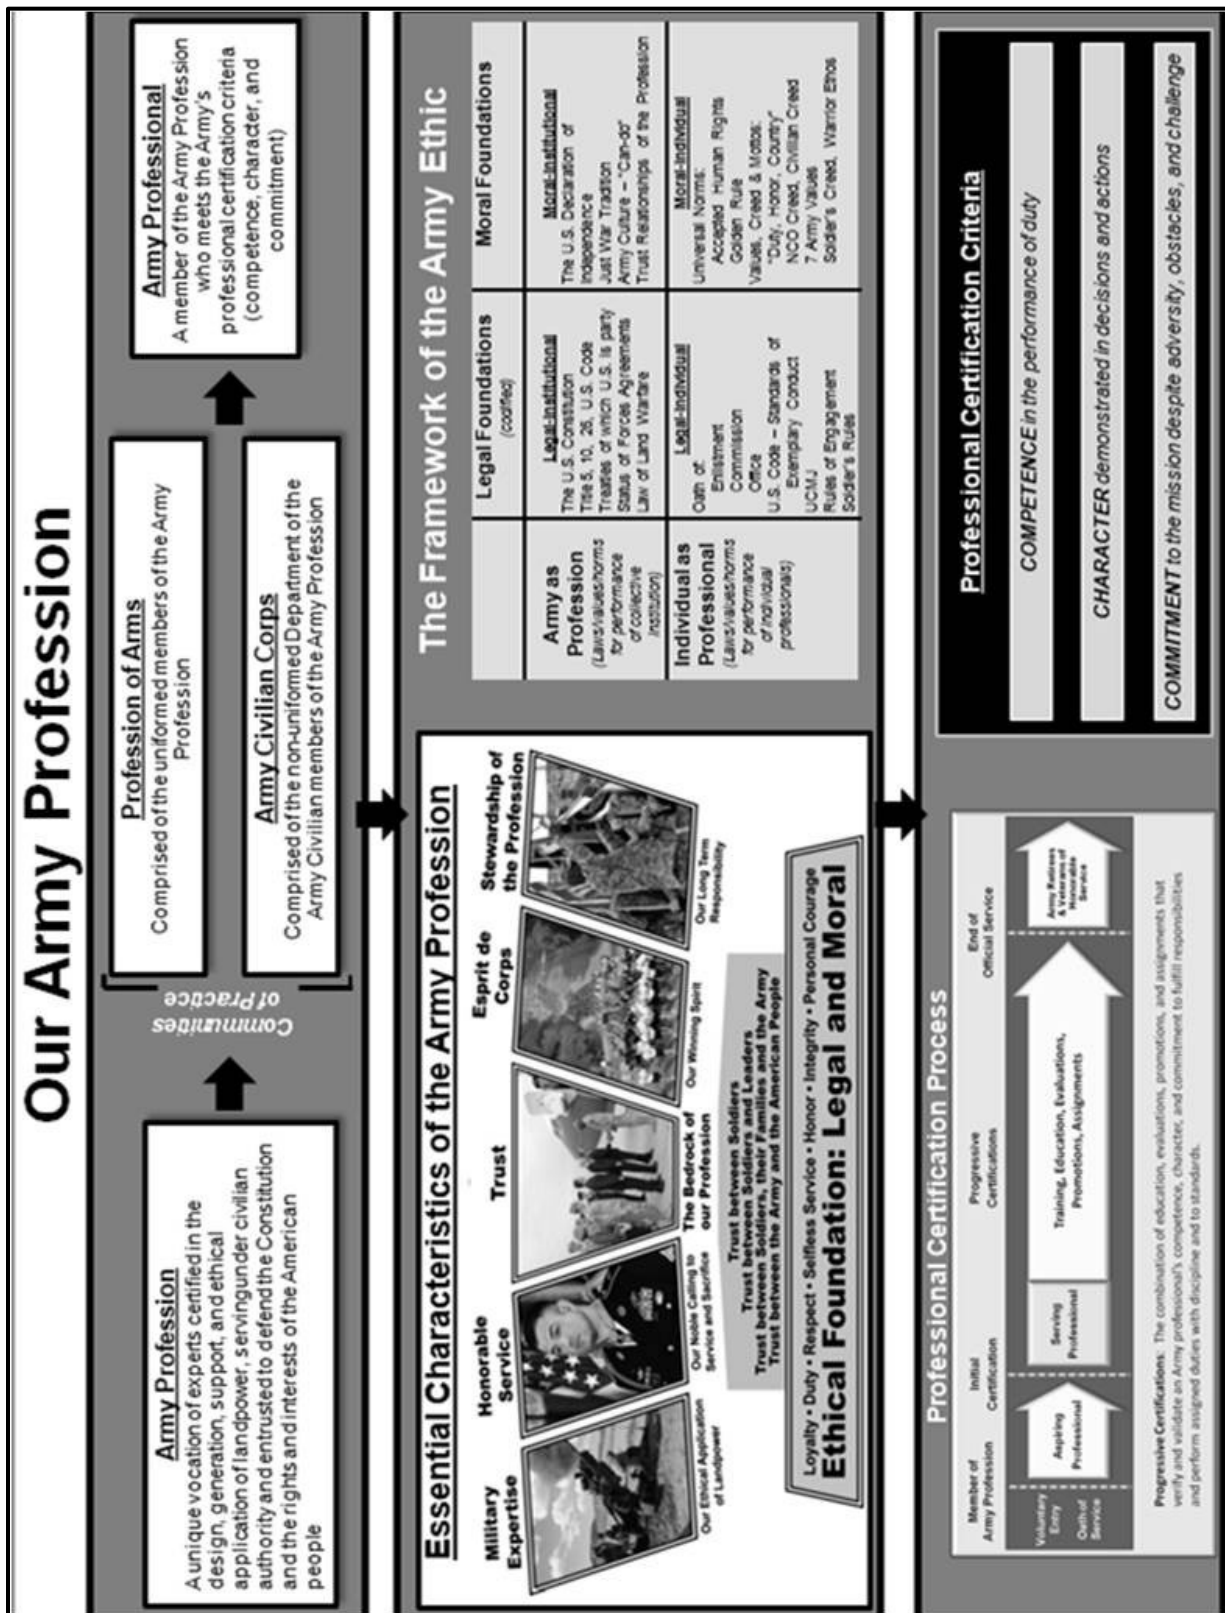 Our Army Profession
Army Profession
A unique vocation of experts certified in the
design, generation, support, and ethical
application of landpower, serving under civilian
authority and entrusted to defend the Constitution
and the rights and interests of the American
people
Communities
of Practice
Profession of Arms
Comprised of the uniformed members of the Army
Profession
Army Civilian Corps
Comprised of the non-uniformed Department of the
Army Civilian members of the Army Profession
Army Professional
A member of the Army Profession
who meets the Army's
professional certification criteria
(competence, character, and
commitment)
Essential Characteristics of the Army Profession
Military
Expertise
Honorable
Service
Trust
Esprit de
Corps
Stewardship of
the Profession
Our Ethical Application
of Landpower
Our Noble Calling to
Service and Sacrifice
The Bedrock of
our Profession
Our Winning Spirit
Our Long Term
Responsibility
Trust between Soldiers
Trust between Soldiers and Leaders
Trust between Soldiers, their Families and the Army
Trust between the Army and the American People
Loyalty • Duty • Respect • Selfless Service • Honor • Integrity • Personal Courage
Ethical Foundation: Legal and Moral
The Framework of the Army Ethic
Legal Foundations
(codified)
Moral Foundations
Army as
Profession
(Laws/values/norms
for performance
of collective
institution)
Legal-Institutional
The U.S. Constitution
Title 5, 10, 26, U.S. Code
Treaties of which U.S. is party
Status of Forces Agreements
Law of Land Warfare
Moral-Institutional
The U.S. Declaration of
Independence
Just War Tradition
Army Culture – "Can-do"
Trust Relationships of the Profession
Individual as
Professional
(Laws/values/norms
for performance
of individual
professionals)
Legal-Individual
Oath of:
Enlistment
Commission
Office
U.S. Code – Standards of
Exemplary Conduct
UCMJ
Rules of Engagement
Soldier's Rules
Moral-Individual
Universal Norms:
Accepted Human Rights
Golden Rule
Values, Creed & Mottos:
"Duty, Honor, Country"
NCO Creed, Civilian Creed
7 Army Values
Soldier's Creed, Warrior Ethos
Professional Certification Process
Member of
Army Profession
Initial
Certification
Progressive
Certifications
End of
Official Service
Voluntary
Entry
Oath of
Service
Aspiring
Professional
Serving
Professional
Training, Education, Evaluations,
Promotions, Assignments
Army Retirees
& Veterans of
Honorable
Service
Progressive Certifications: The combination of education, evaluations, promotions, and assignments that
verify and validate an Army professional's competence, character, and commitment to fulfill responsibilities
and perform assigned duties with discipline and to standards.
Professional Certification Criteria
COMPETENCE in the performance of duty
CHARACTER demonstrated in decisions and actions
COMMITMENT to the mission despite adversity, obstacles, and challenge